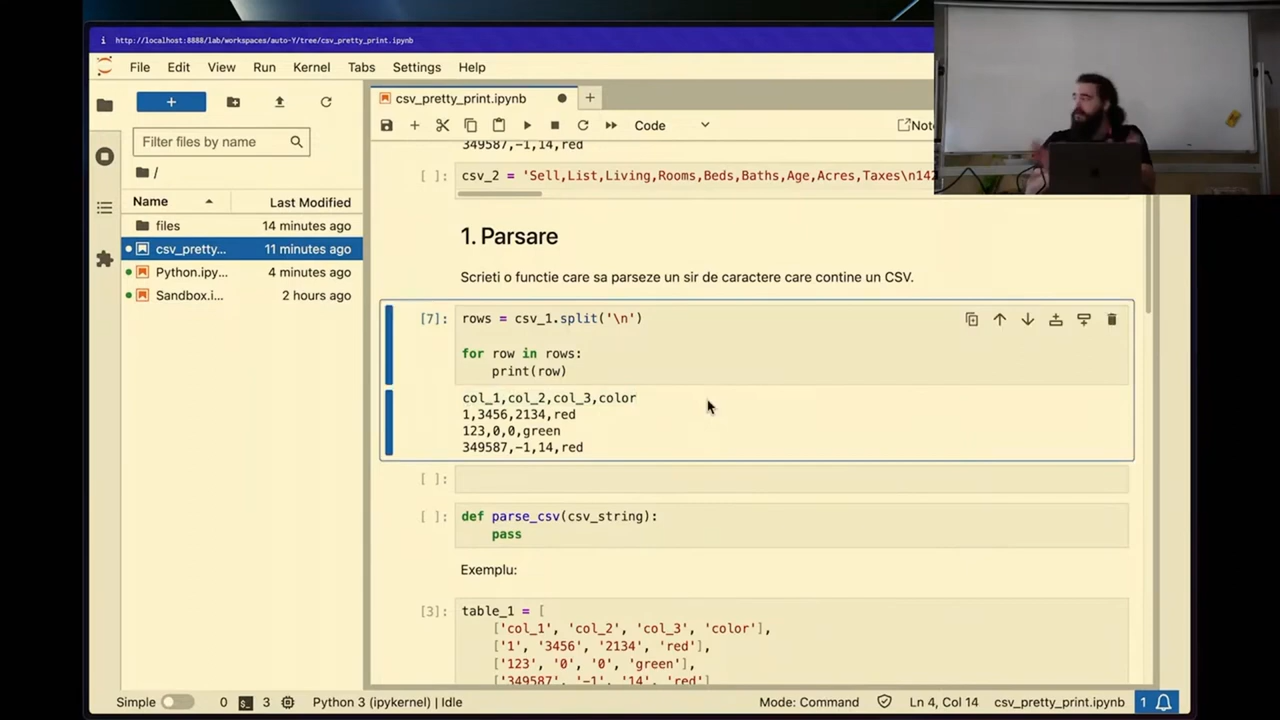 http://localhost:8888/lab/workspaces/auto-Y/tree/csv_pretty_print.ipynb
File Edit View Run Kernel Tabs Settings Help
csv_pretty_print.ipynb
Code
Filter files by name
/
Name Last Modified
files 14 minutes ago
csv_pretty... 11 minutes ago
Python.ipy... 4 minutes ago
Sandbox.i... 2 hours ago
349587,-1,14,red
[ ]: csv_2 = 'Sell,List,Living,Rooms,Beds,Baths,Age,Acres,Taxes\n142
1. Parsare
Scrieti o functie care sa parseze un sir de caractere care contine un CSV.
[7]: rows = csv_1.split('\n')
for row in rows:
print(row)
col_1,col_2,col_3,color
1,3456,2134,red
123,0,0,green
349587,-1,14,red
[ ]:
[ ]: def parse_csv(csv_string):
pass
Exemplu:
[3]: table_1 = [
['col_1', 'col_2', 'col_3', 'color'],
['1', '3456', '2134', 'red'],
['123', '0', '0', 'green'],
['349587', '-1', '14', 'red']
Simple 0 3 Python 3 (ipykernel) | Idle Mode: Command Ln 4, Col 14 csv_pretty_print.ipynb 1